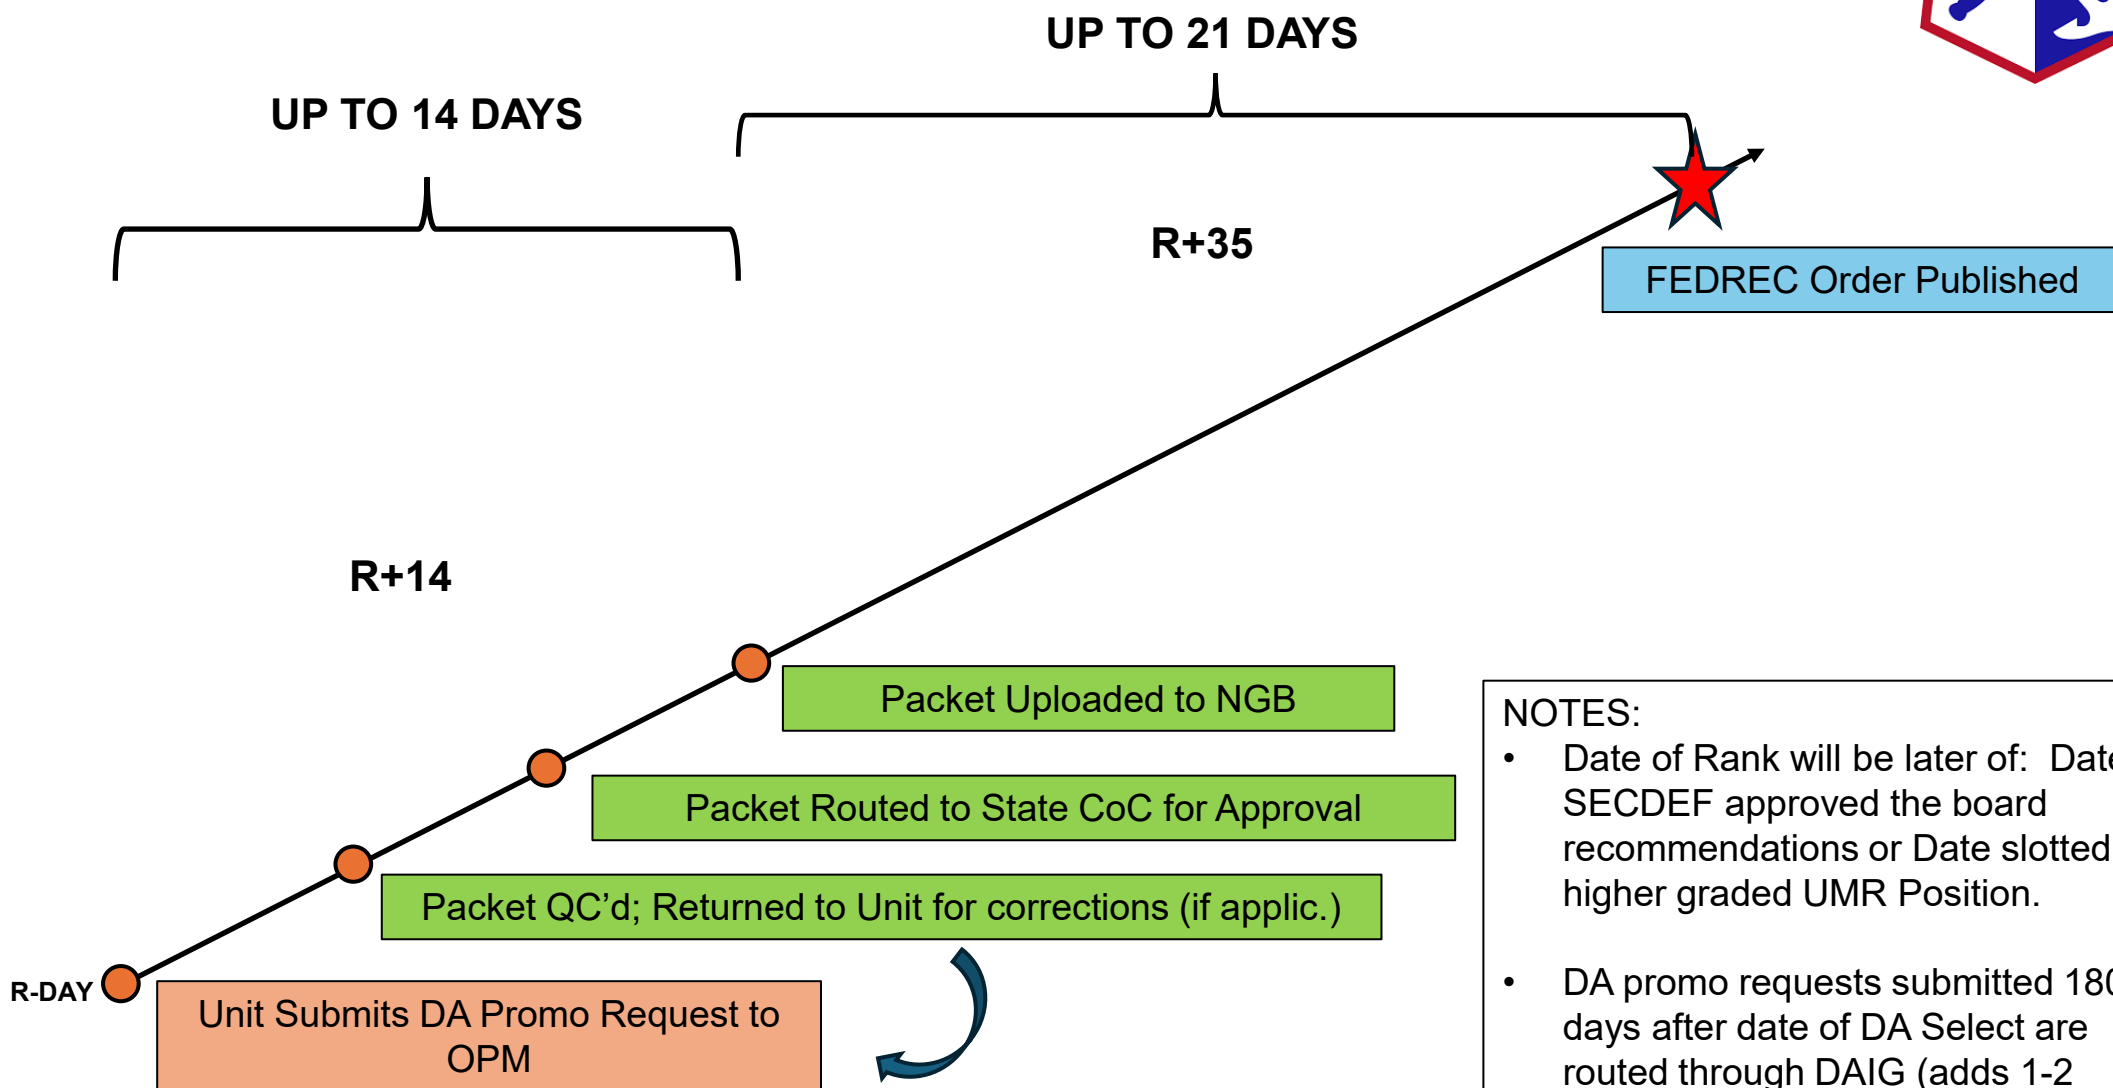 UP TO 21 DAYS
UP TO 14 DAYS
R+35
FEDREC Order Published
R+14
Packet Uploaded to NGB
Packet Routed to State CoC for Approval
Packet QC’d; Returned to Unit for corrections (if applic.)
R-DAY
Unit Submits DA Promo Request to
OPM
NOTES:
• Date of Rank will be later of: Date
SECDEF approved the board
recommendations or Date slotted
higher graded UMR Position.
• DA promo requests submitted 180
days after date of DA Select are
routed through DAIG (adds 1-2